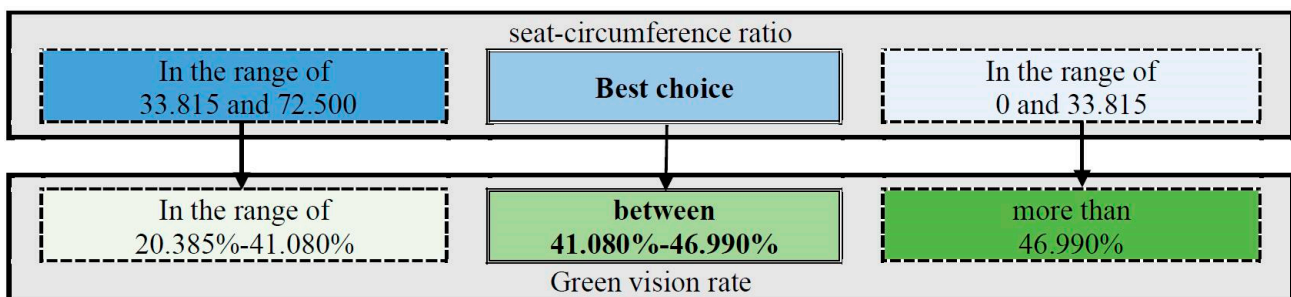 seat-circumference ratio
In the range of
33.815 and 72.500
Best choice
In the range of
0 and 33.815
In the range of
20.385%-41.080%
between
41.080%-46.990%
more than
46.990%
Green vision rate